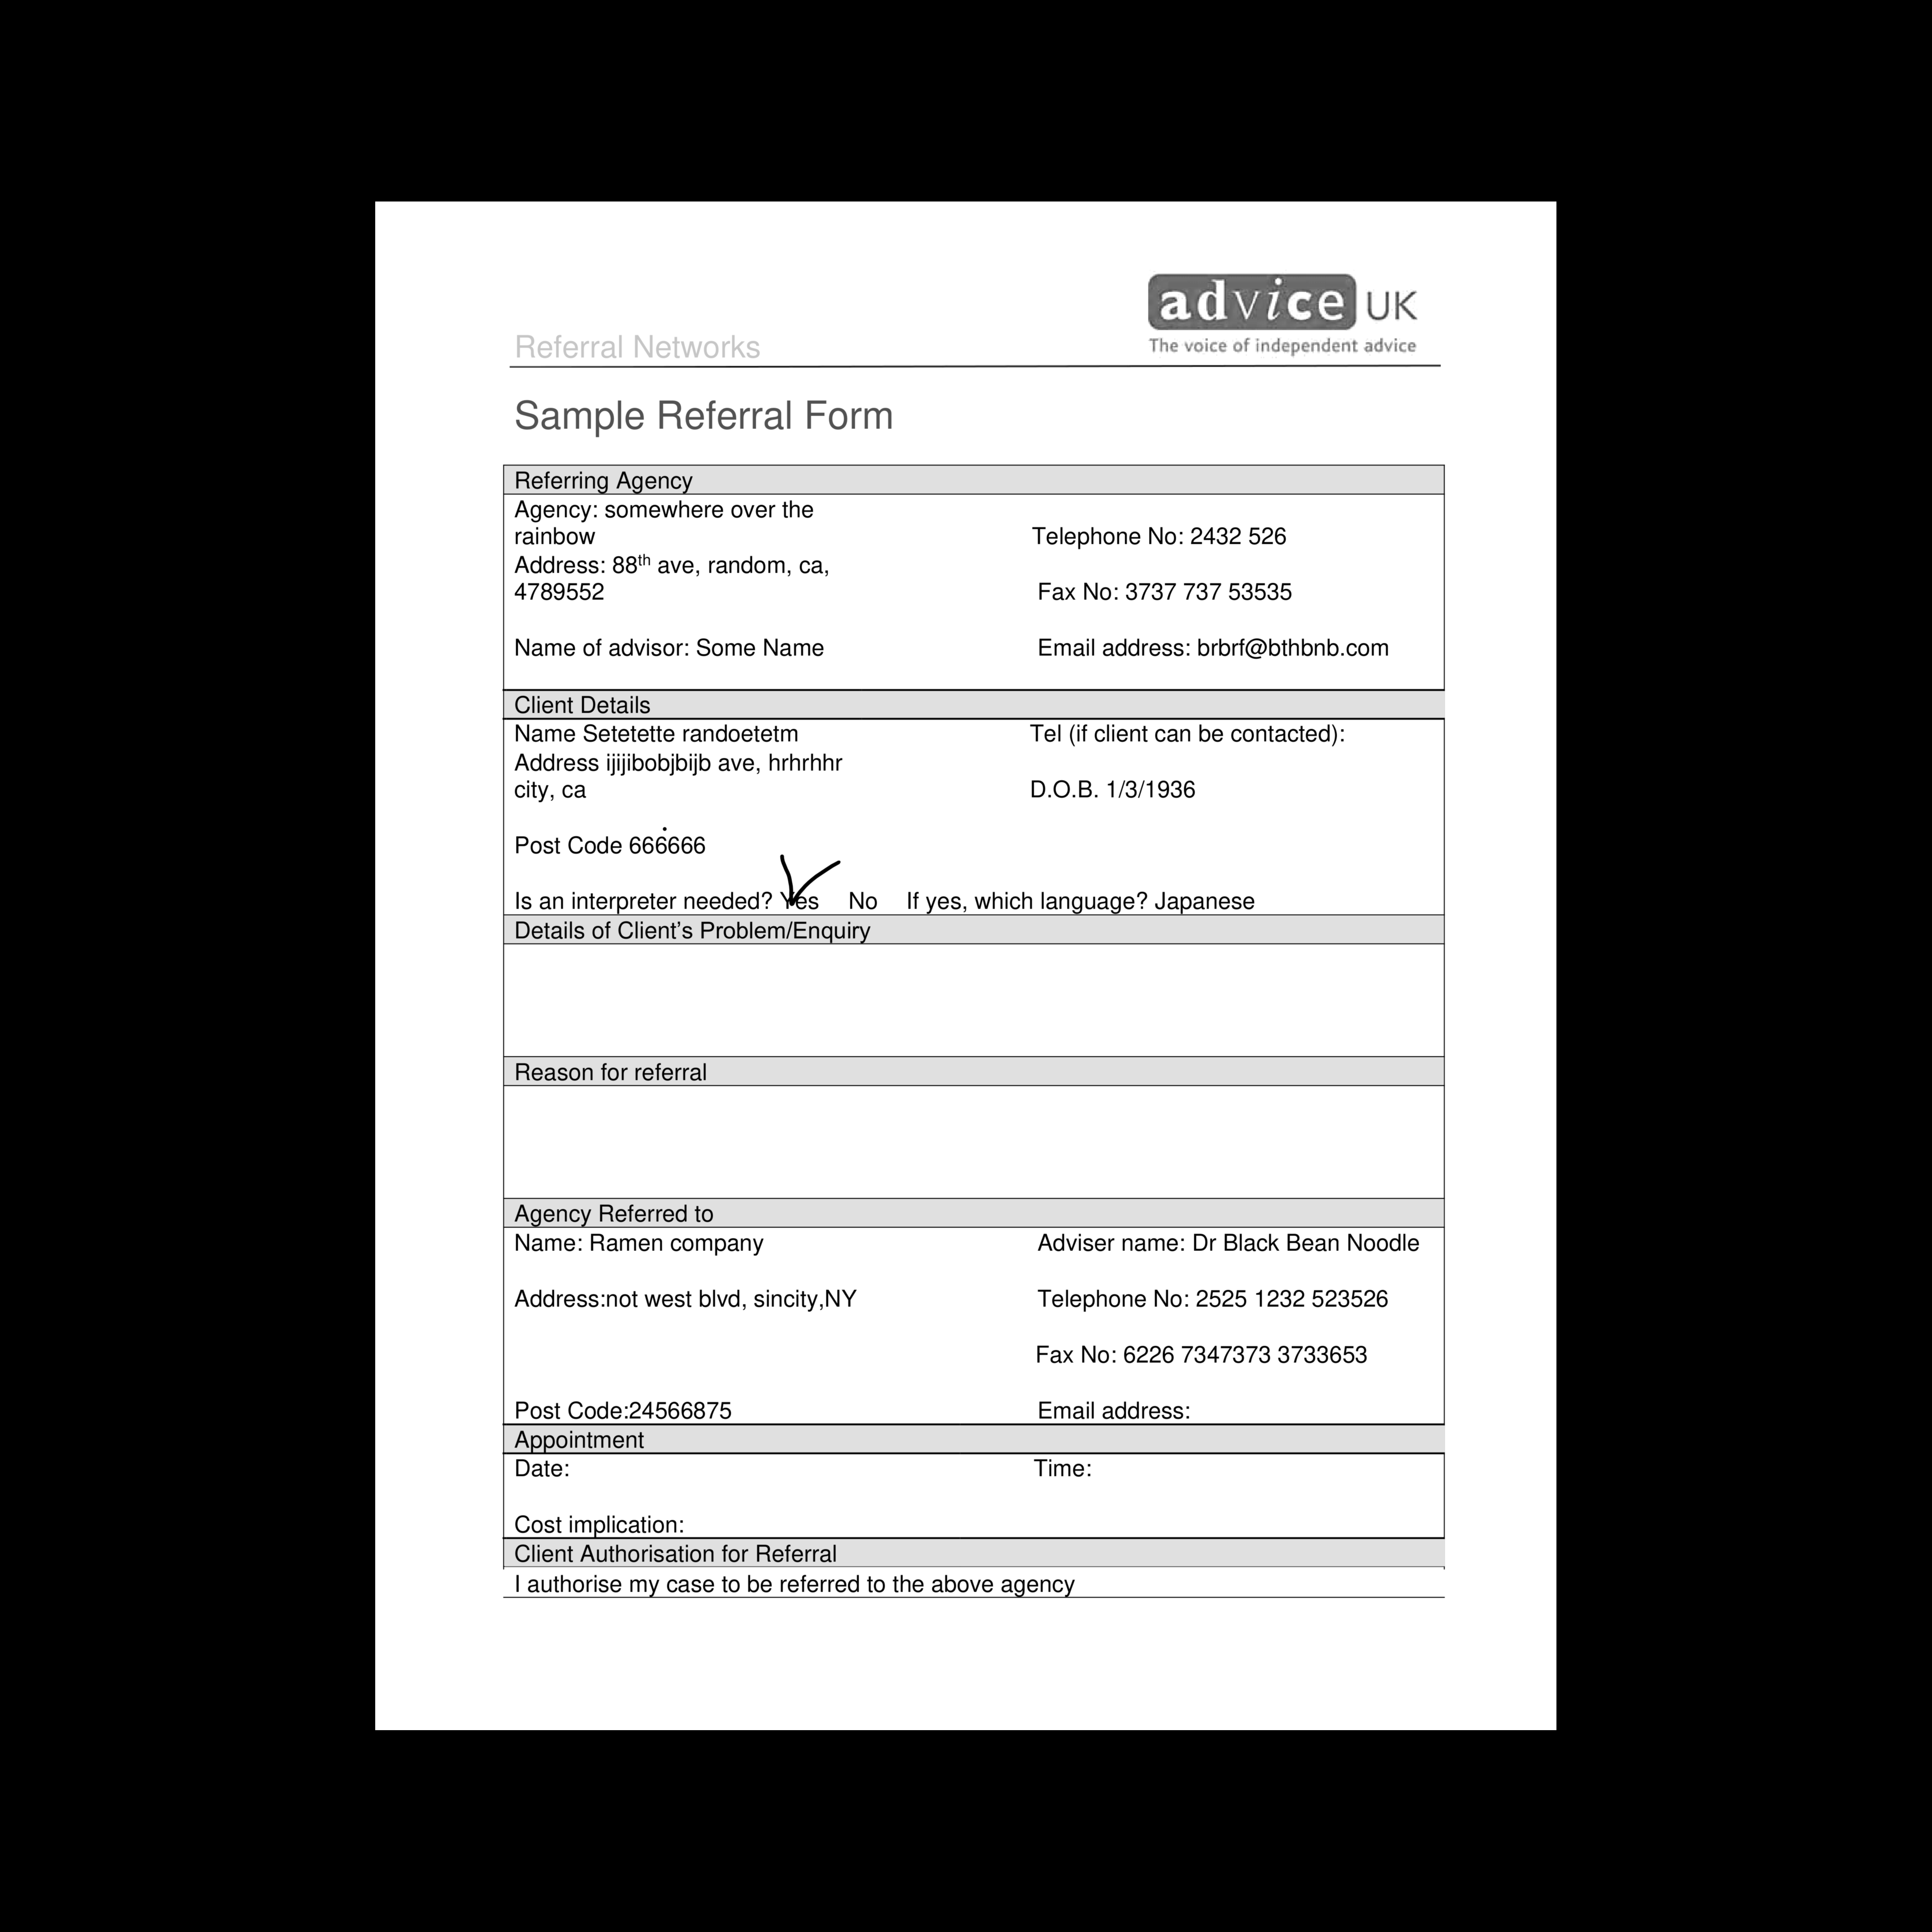 advice UK
The voice of independent advice
Referral Networks
Sample Referral Form
Referring Agency
Agency: somewhere over the
rainbow
Telephone No: 2432 526
Address: 88th ave, random, ca,
4789552
Fax No: 3737 737 53535
Name of advisor: Some Name
Email address: brbrf@bthbnb.com
Client Details
Name Setetette randoetetm
Tel (if client can be contacted):
Address ijijibobjbijb ave, hrhrhhr
city, ca
D.O.B. 1/3/1936
Post Code 666666
Is an interpreter needed? Yes No If yes, which language? Japanese
Details of Client’s Problem/Enquiry
Reason for referral
Agency Referred to
Name: Ramen company
Adviser name: Dr Black Bean Noodle
Address:not west blvd, sincity,NY
Telephone No: 2525 1232 523526
Fax No: 6226 7347373 3733653
Post Code:24566875
Email address:
Appointment
Date:
Time:
Cost implication:
Client Authorisation for Referral
I authorise my case to be referred to the above agency